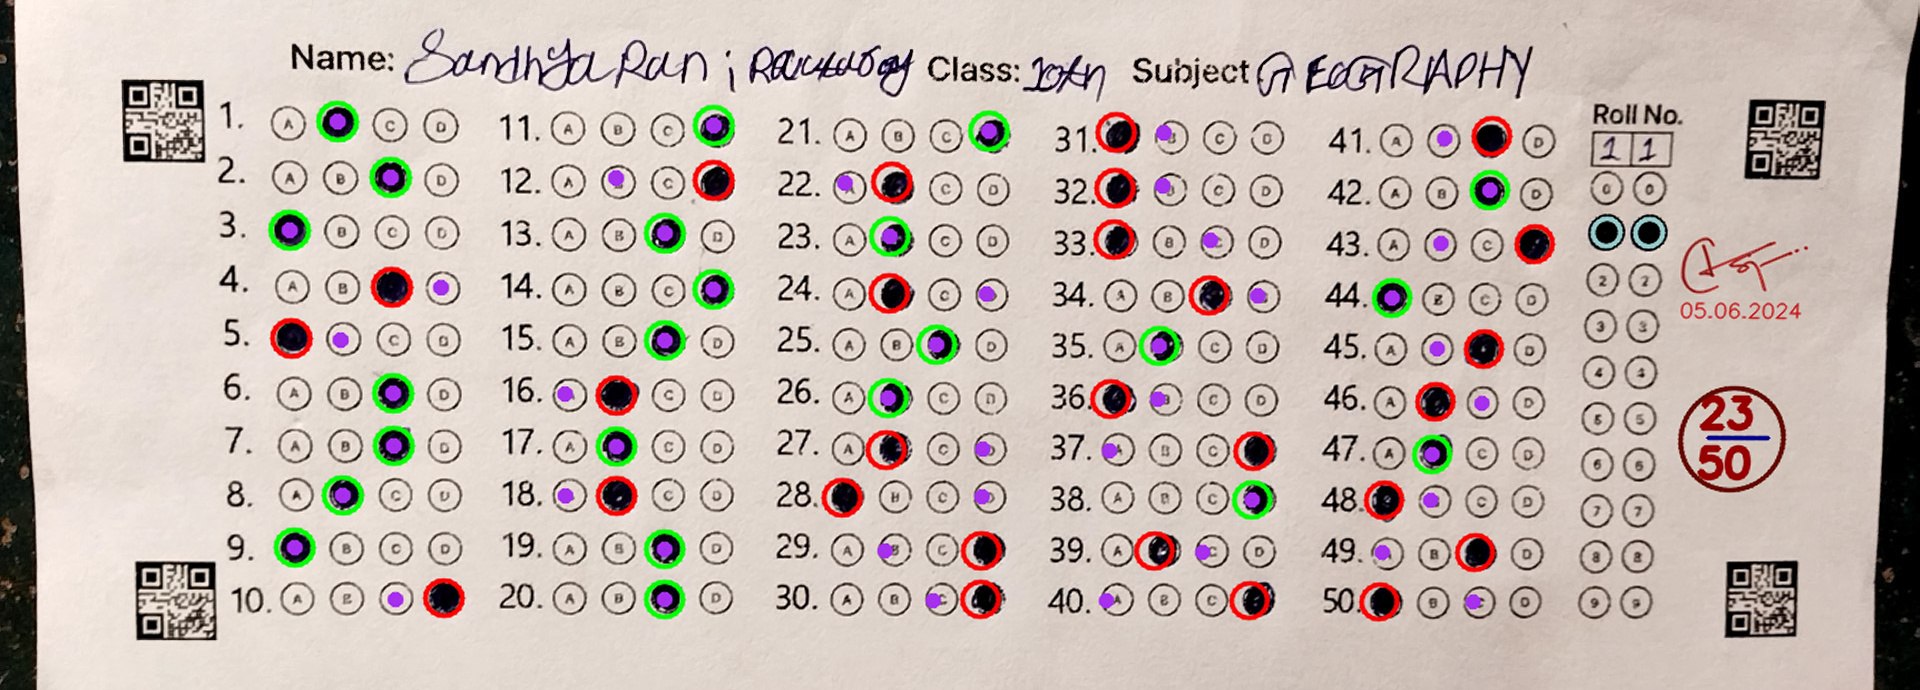 Name: Sandhya Rani Class: 10th Subject GEOGRAPHY
Roll No.
1 1
1. A C D 11. A B C 21. A B C 31. C D 41. A D
2. A B D 12. A C 22. C D 32. C D 42. A B D
3. B C D 13. A B D 23. A C D 33. B D 43. A C
4. A B 14. A B C 24. A C 34. A B 44. B C D
5. C D 15. A B D 25. A B D 35. A C D 45. A D
6. A B D 16. C D 26. A C D 36. C D 46. A D
7. A B D 17. A C D 27. A C 37. B C 47. A C D
8. A C D 18. C D 28. B C 38. A B C 48. C D
9. B C D 19. A B D 29. A C 39. A D 49. B D
10. A B 20. A B D 30. A B 40. B C 50. B D
0 0
2 2
3 3
4 4
5 5
6 6
7 7
8 8
9 9
05.06.2024
23
50